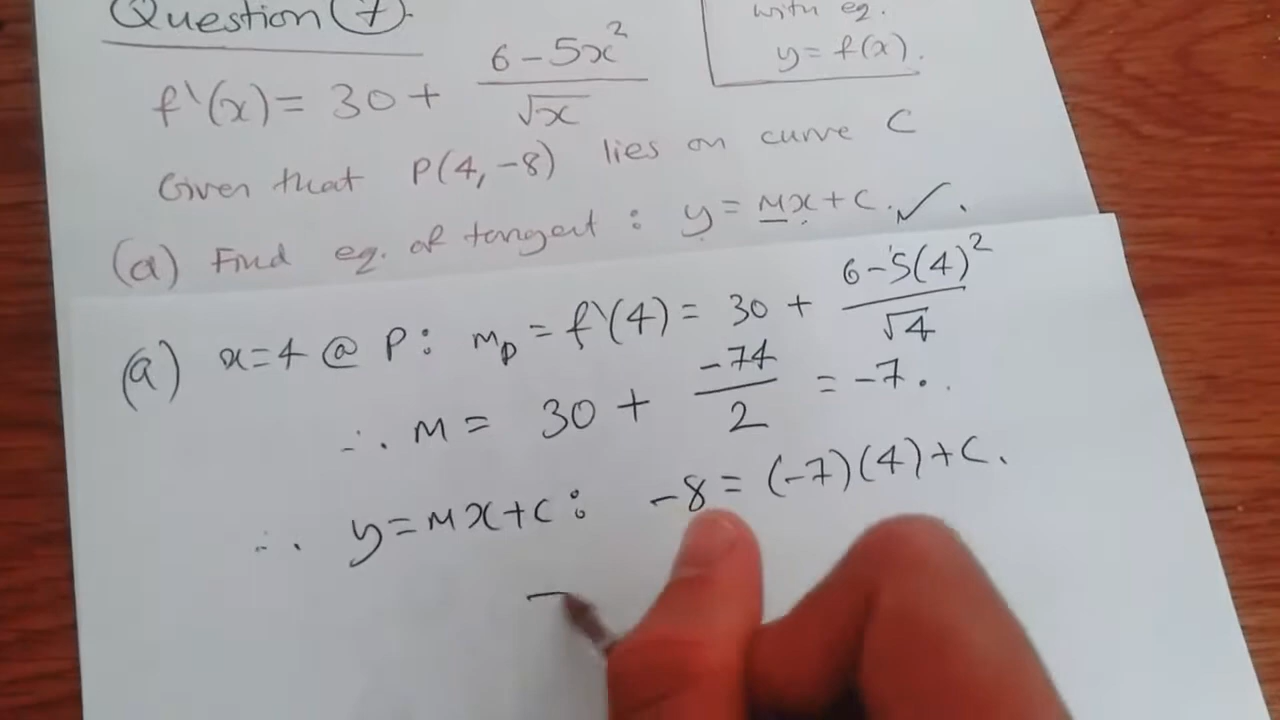 Question (7).
with eq.
y = f(x).
f'(x) = 30 + (6 - 5x²)/√x
Given that P(4, -8) lies on curve C
(a) Find eq. of tangent : y = mx + c. ✓.
(a) x = 4 @ P : mₚ = f'(4) = 30 + (6 - 5(4)²)/√4
∴ M = 30 + -74/2 = -7.
∴ y = mx + c : -8 = (-7)(4) + c.